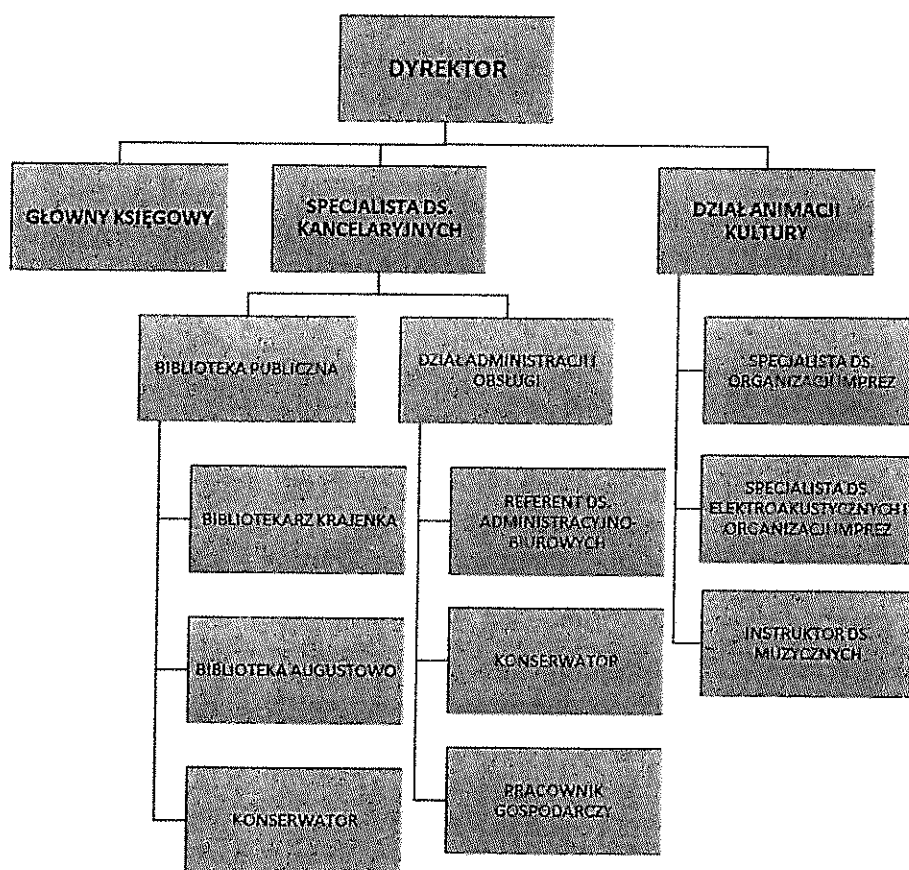 DYREKTOR
GŁÓWNY KSIĘGOWY
SPECJALISTA DS.
KANCELARYJNYCH
DZIAŁ ANIMACJI
KULTURY
BIBLIOTEKA PUBLICZNA
DZIAŁ ADMINISTRACJI I
OBSŁUGI
SPECJALISTA DS.
ORGANIZACJI IMPREZ
BIBLIOTEKARZ KRAJENKA
REFERENT DS.
ADMINISTRACYJNO-
BIUROWYCH
SPECJALISTA DS.
ELEKTROAKUSTYCZNYCH I
ORGANIZACJI IMPREZ
BIBLIOTEKA AUGUSTOWO
KONSERWATOR
INSTRUKTOR DS.
MUZYCZNYCH
KONSERWATOR
PRACOWNIK
GOSPODARCZY